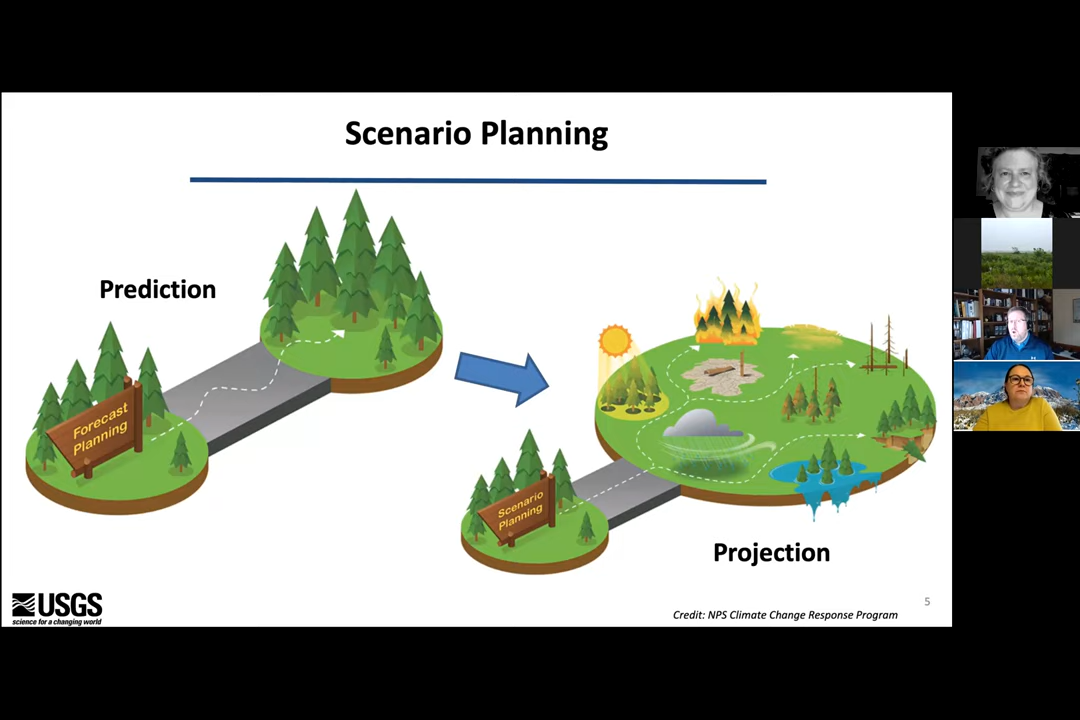 Scenario Planning
Prediction
Forecast
Planning
Scenario
Planning
Projection
USGS
science for a changing world
Credit: NPS Climate Change Response Program
5